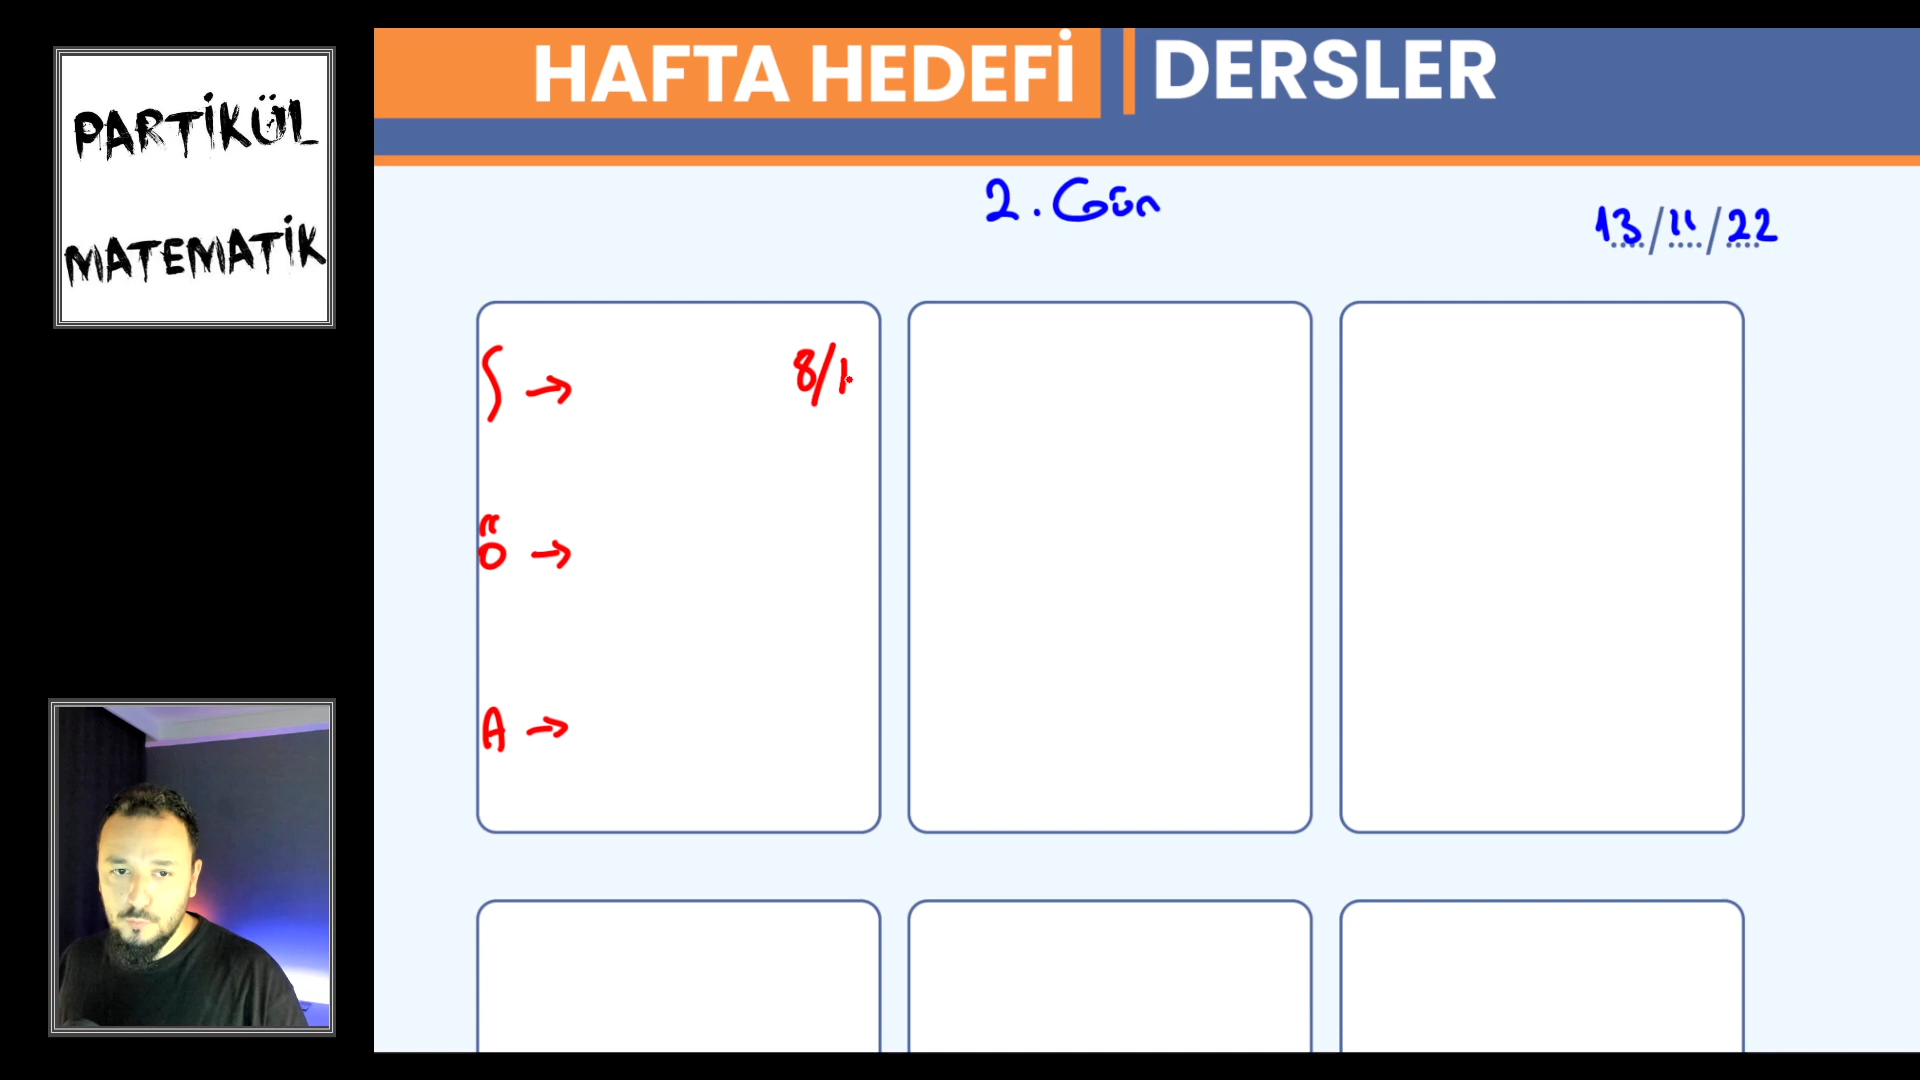 PARTİKÜL
MATEMATİK
HAFTA HEDEFİ | DERSLER
2. Gün
13/11/22
S → 8/1
Ö →
A →